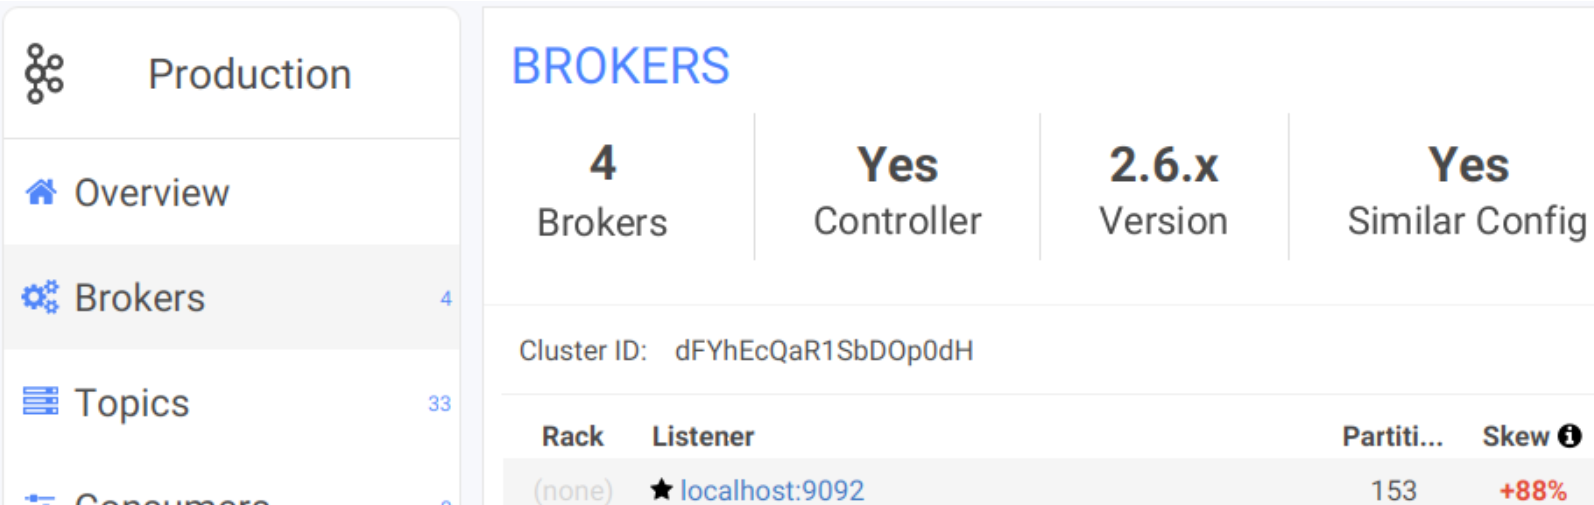 Production
Overview
Brokers 4
Topics 33
Consumers
BROKERS
4 Yes 2.6.x Yes
Brokers Controller Version Similar Config
Cluster ID: dFYhEcQaR1SbDOp0dH
Rack Listener Partiti... Skew
(none) localhost:9092 153 +88%